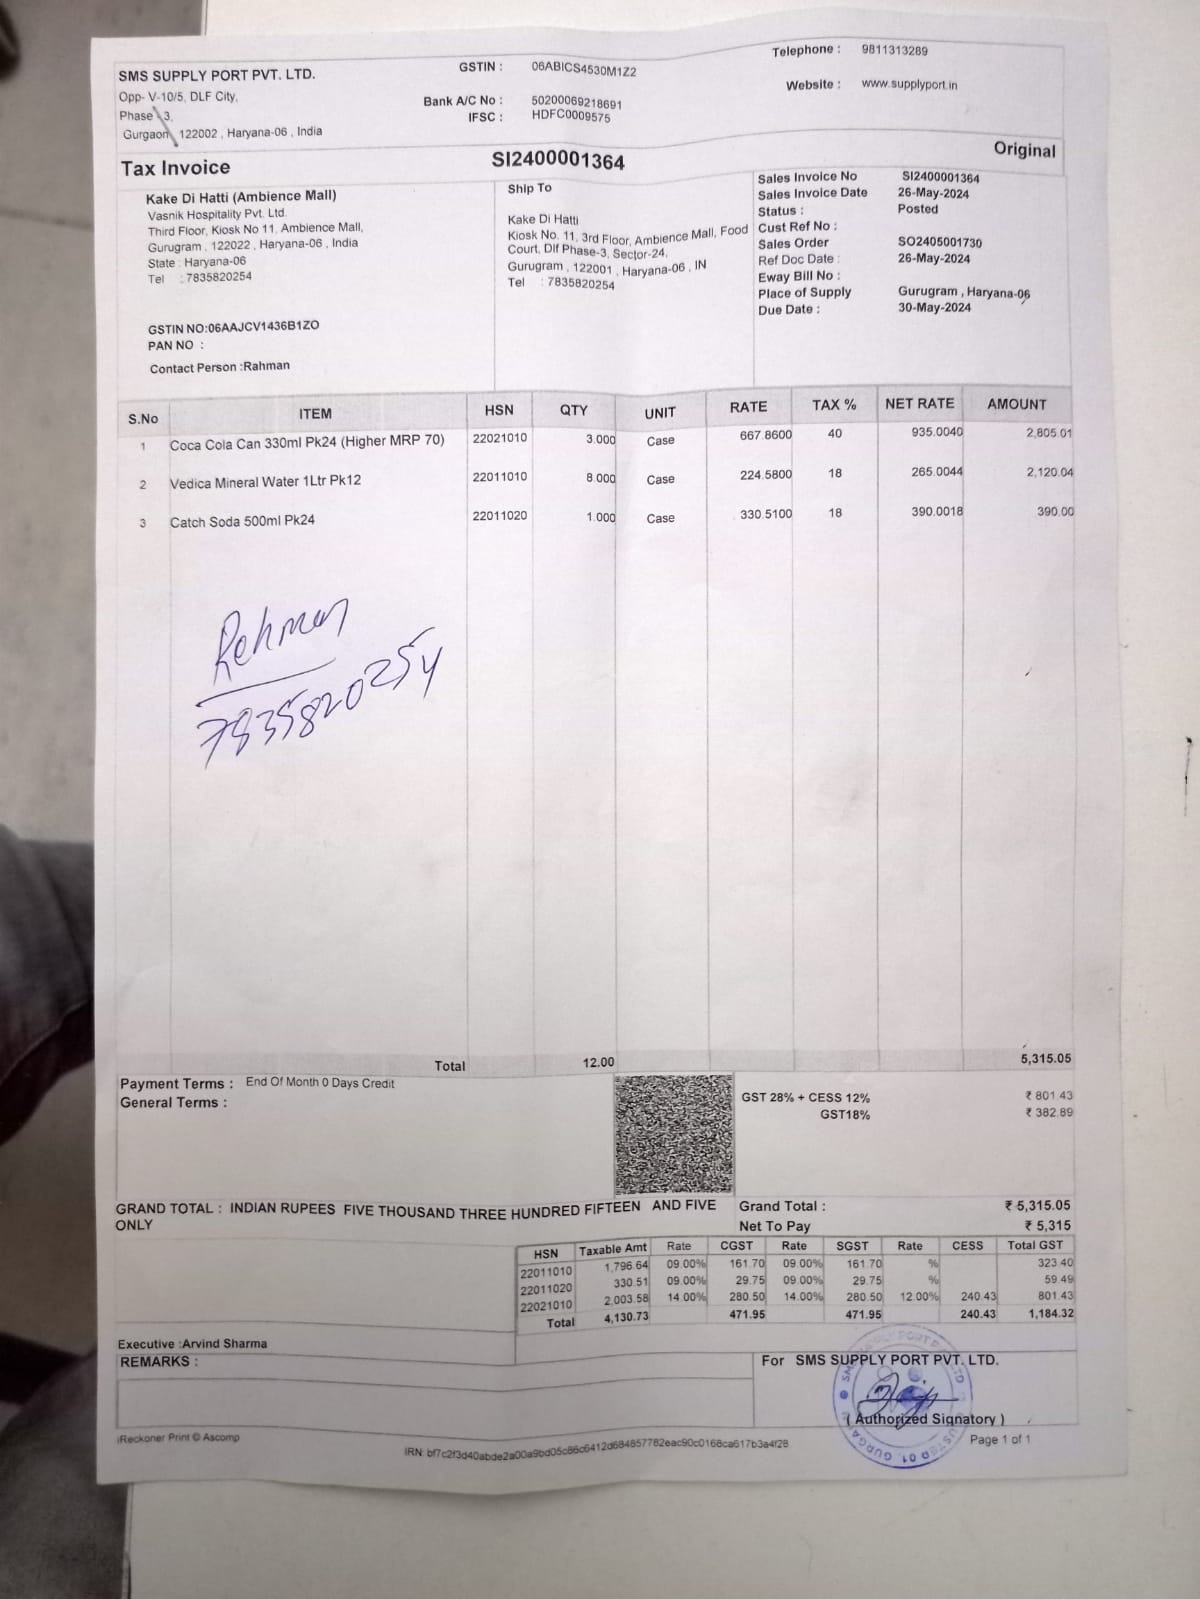 SMS SUPPLY PORT PVT. LTD.
Opp- V-10/5, DLF City,
Phase 3,
Gurgaon, 122002 , Haryana-06 , India
GSTIN : 06ABICS4530M1Z2
Bank A/C No : 50200069218691
IFSC : HDFC0009575
Telephone : 9811313289
Website : www.supplyport.in
Tax Invoice
SI2400001364
Original
Kake Di Hatti (Ambience Mall)
Vasnik Hospitality Pvt. Ltd.
Third Floor, Kiosk No 11, Ambience Mall,
Gurugram , 122022 , Haryana-06 , India
State : Haryana-06
Tel : 7835820254
GSTIN NO:06AAJCV1436B1ZO
PAN NO :
Contact Person :Rahman
Ship To
Kake Di Hatti
Kiosk No. 11, 3rd Floor, Ambience Mall, Food
Court, Dlf Phase-3, Sector-24,
Gurugram , 122001 , Haryana-06 , IN
Tel : 7835820254
Sales Invoice No SI2400001364
Sales Invoice Date 26-May-2024
Status : Posted
Cust Ref No :
Sales Order SO2405001730
Ref Doc Date : 26-May-2024
Eway Bill No :
Place of Supply Gurugram , Haryana-06
Due Date : 30-May-2024
S.No ITEM HSN QTY UNIT RATE TAX % NET RATE AMOUNT
1 Coca Cola Can 330ml Pk24 (Higher MRP 70) 22021010 3.000 Case 667.8600 40 935.0040 2,805.01
2 Vedica Mineral Water 1Ltr Pk12 22011010 8.000 Case 224.5800 18 265.0044 2,120.04
3 Catch Soda 500ml Pk24 22011020 1.000 Case 330.5100 18 390.0018 390.00
Rehman
7835820254
Total 12.00 5,315.05
Payment Terms : End Of Month 0 Days Credit
General Terms :
GST 28% + CESS 12% ₹ 801.43
GST18% ₹ 382.89
GRAND TOTAL : INDIAN RUPEES FIVE THOUSAND THREE HUNDRED FIFTEEN AND FIVE
ONLY
Grand Total : ₹ 5,315.05
Net To Pay ₹ 5,315
HSN Taxable Amt Rate CGST Rate SGST Rate CESS Total GST
22011010 1,796.64 09.00% 161.70 09.00% 161.70 % 323.40
22011020 330.51 09.00% 29.75 09.00% 29.75 % 59.49
22021010 2,003.58 14.00% 280.50 14.00% 280.50 12.00% 240.43 801.43
Total 4,130.73 471.95 471.95 240.43 1,184.32
Executive :Arvind Sharma
REMARKS :
For SMS SUPPLY PORT PVT. LTD.
( Authorized Signatory )
Page 1 of 1
iReckoner Print © Ascomp
IRN: bf7c2f3d40abde2a00a9bd05c86c6412d684857782eac90c0168ca617b3a4f28